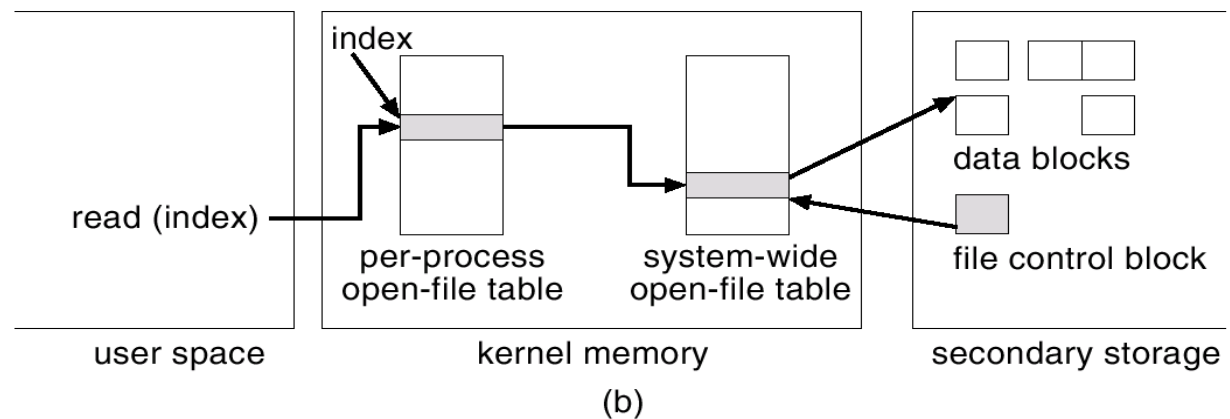 index
read (index)
per-process
open-file table
system-wide
open-file table
data blocks
file control block
user space
kernel memory
secondary storage
(b)